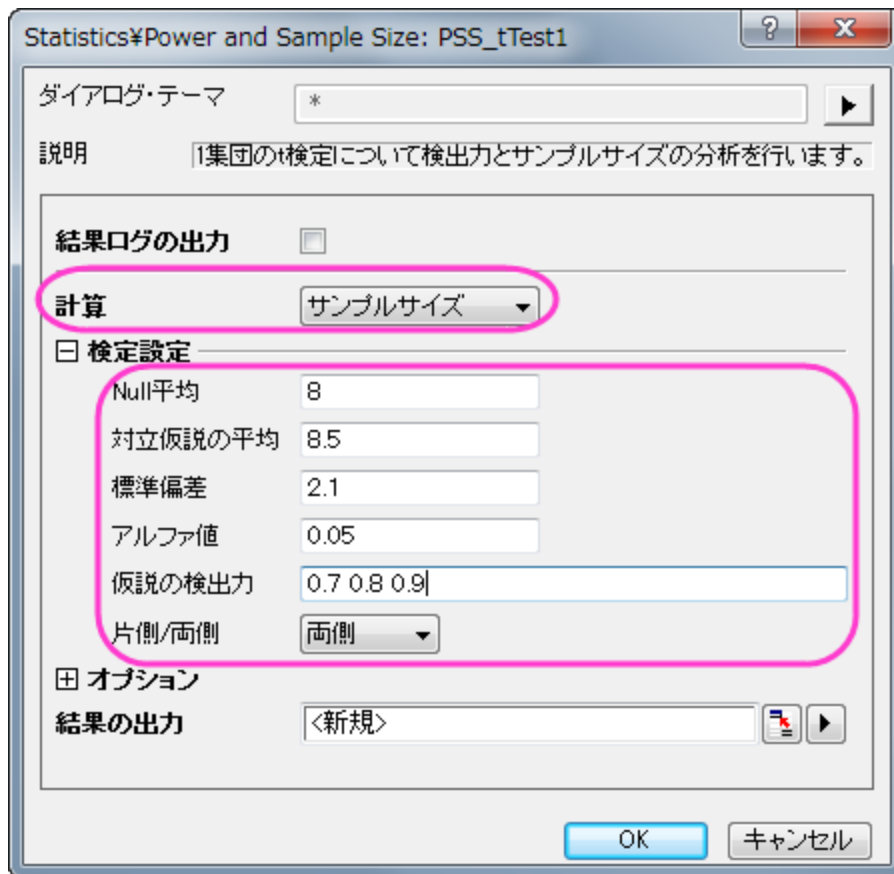 Statistics¥Power and Sample Size: PSS_tTest1
ダイアログ・テーマ *
説明 1集団のt検定について検出力とサンプルサイズの分析を行います。
結果ログの出力
計算 サンプルサイズ
検定設定
Null平均 8
対立仮説の平均 8.5
標準偏差 2.1
アルファ値 0.05
仮説の検出力 0.7 0.8 0.9
片側/両側 両側
オプション
結果の出力 <新規>
OK キャンセル